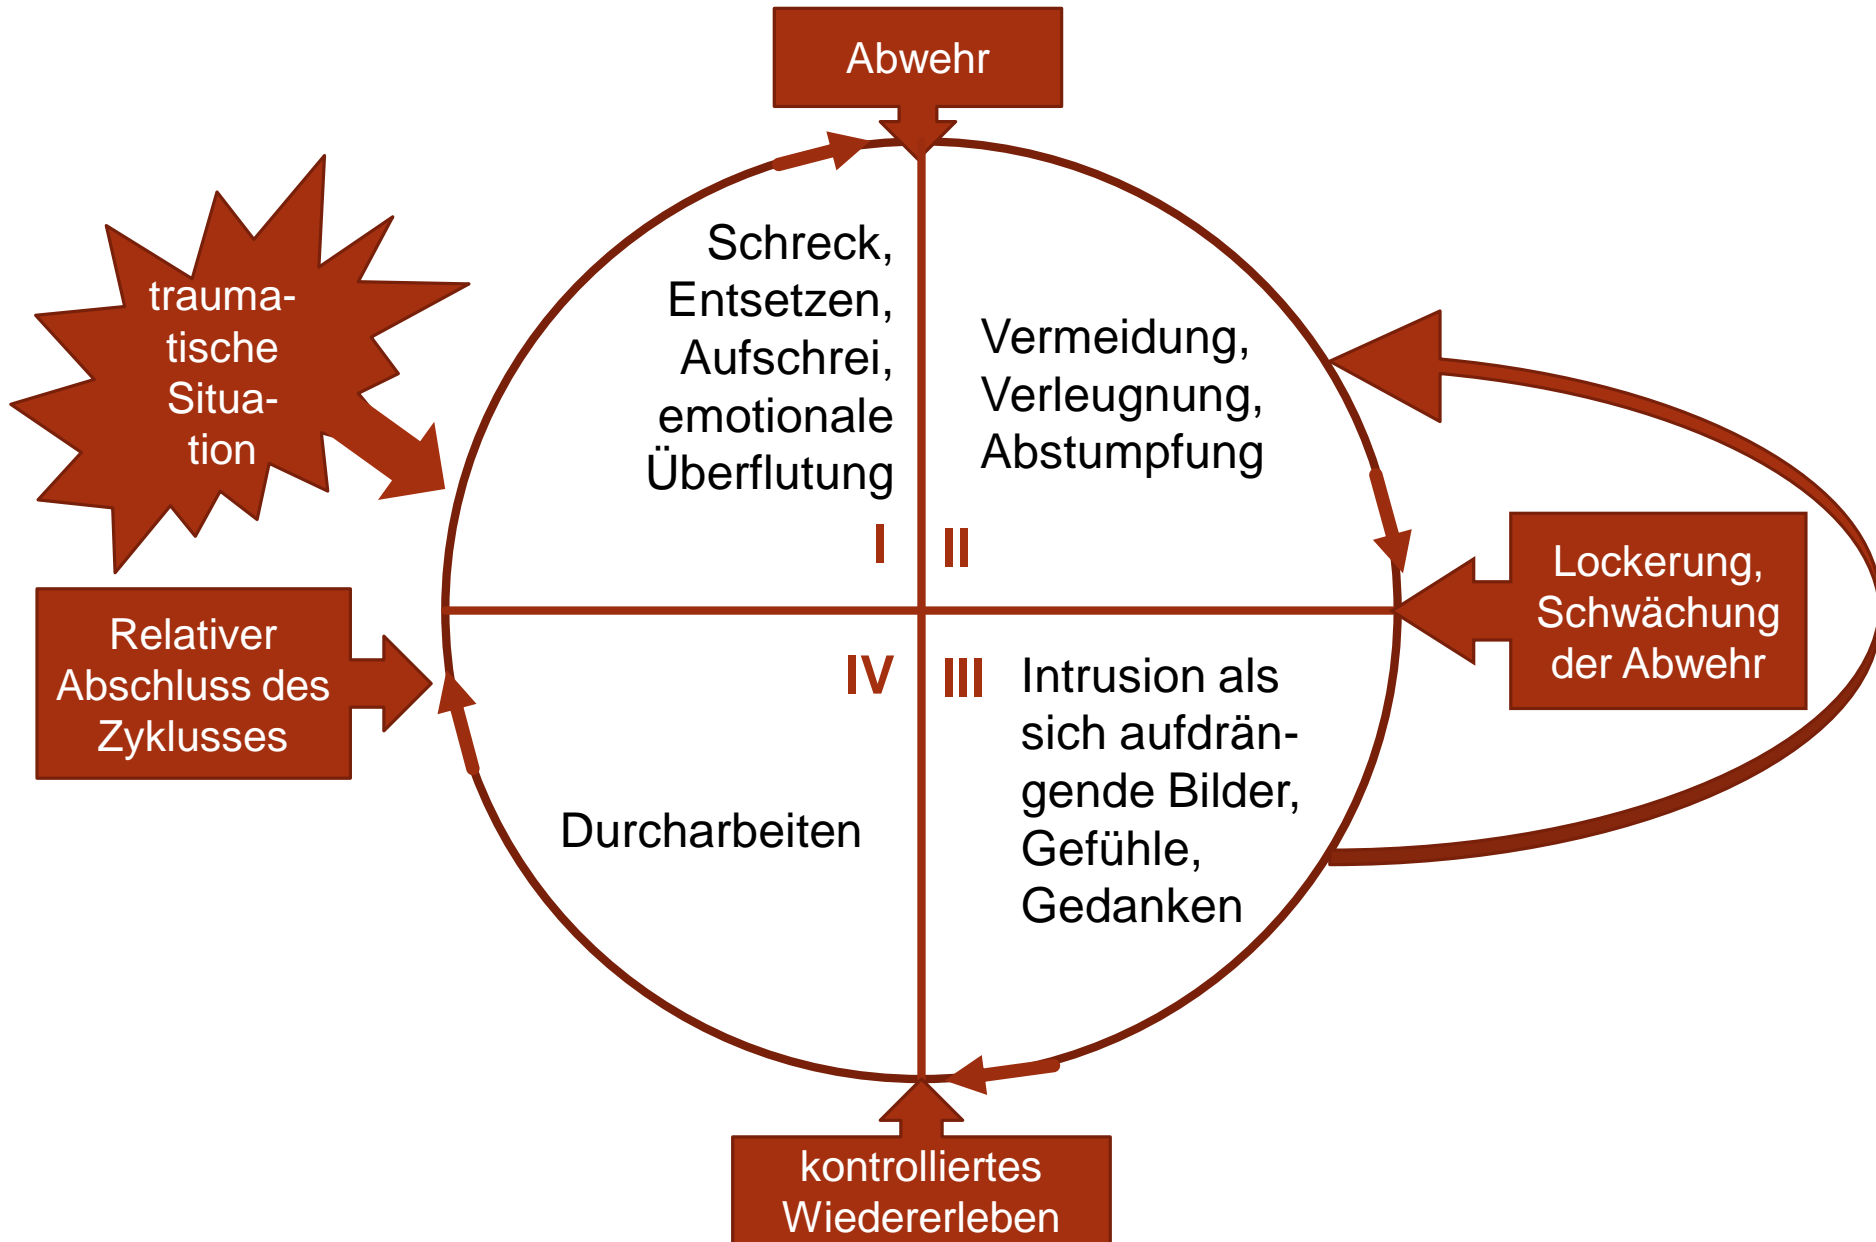 Abwehr
trauma-
tische
Situa-
tion
Schreck,
Entsetzen,
Aufschrei,
emotionale
Überflutung
I
Vermeidung,
Verleugnung,
Abstumpfung
II
Lockerung,
Schwächung
der Abwehr
Relativer
Abschluss des
Zyklusses
IV
Durcharbeiten
III
Intrusion als
sich aufdrän-
gende Bilder,
Gefühle,
Gedanken
kontrolliertes
Wiedererleben